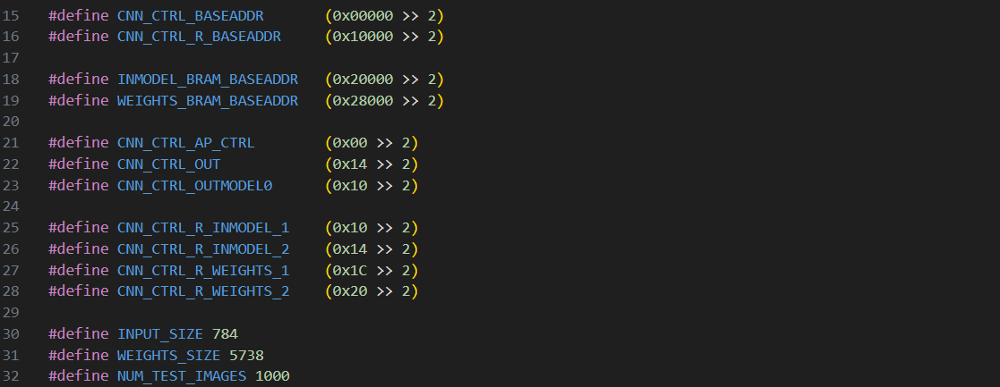 15 #define CNN_CTRL_BASEADDR (0x00000 >> 2)
16 #define CNN_CTRL_R_BASEADDR (0x10000 >> 2)
17
18 #define INMODEL_BRAM_BASEADDR (0x20000 >> 2)
19 #define WEIGHTS_BRAM_BASEADDR (0x28000 >> 2)
20
21 #define CNN_CTRL_AP_CTRL (0x00 >> 2)
22 #define CNN_CTRL_OUT (0x14 >> 2)
23 #define CNN_CTRL_OUTMODEL0 (0x10 >> 2)
24
25 #define CNN_CTRL_R_INMODEL_1 (0x10 >> 2)
26 #define CNN_CTRL_R_INMODEL_2 (0x14 >> 2)
27 #define CNN_CTRL_R_WEIGHTS_1 (0x1C >> 2)
28 #define CNN_CTRL_R_WEIGHTS_2 (0x20 >> 2)
29
30 #define INPUT_SIZE 784
31 #define WEIGHTS_SIZE 5738
32 #define NUM_TEST_IMAGES 1000